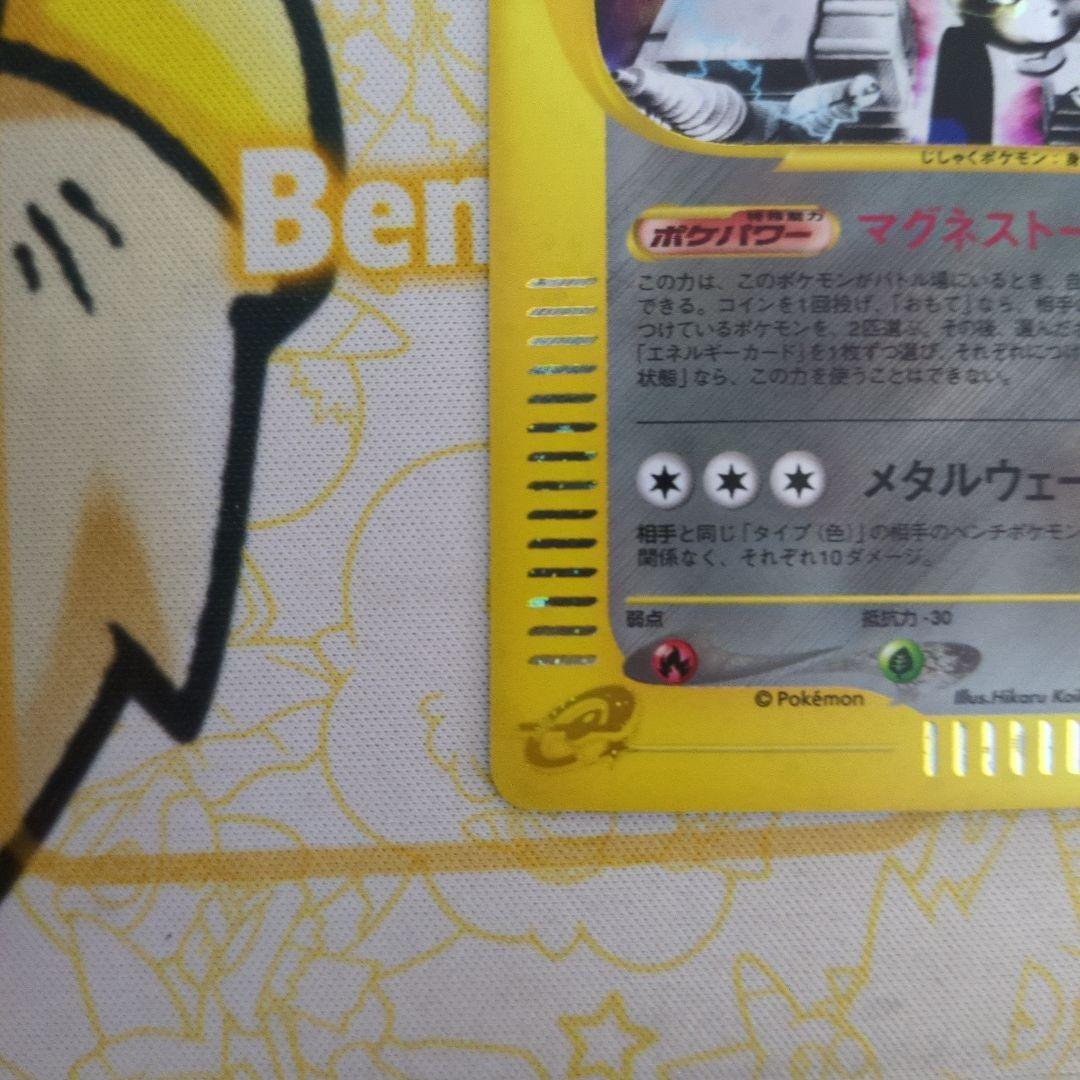 Ben
じしゃくポケモン：身
特殊能力
ポケパワー マグネストー
この力は、このポケモンがバトル場にいるとき、自
できる。コインを1回投げ、「おもて」なら、相手の
つけているポケモンを、2匹選ぶ。その後、選んだ
「エネルギーカード」を1枚ずつ選び、それぞれにつけ
状態」なら、この力を使うことはできない。
メタルウェー
相手と同じ「タイプ（色）」の相手のベンチポケモン
関係なく、それぞれ10ダメージ。
弱点 抵抗力 -30
© Pokémon Illus.Hikaru Koi
e